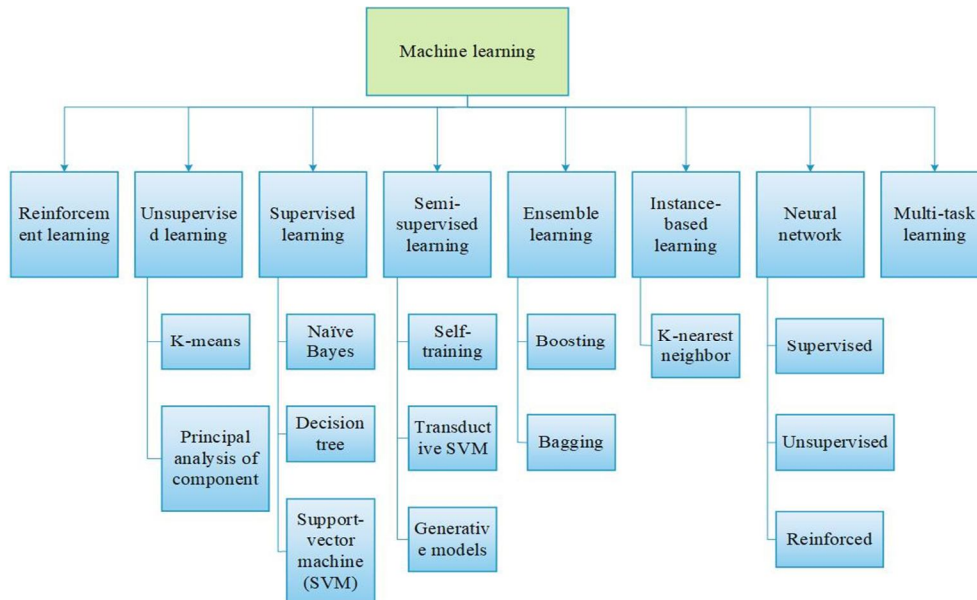 Machine learning
Reinforcem
ent learning
Unsupervis
ed learning
Supervised
learning
Semi-
supervised
learning
Ensemble
learning
Instance-
based
learning
Neural
network
Multi-task
learning
K-means
Principal
analysis of
component
Naïve
Bayes
Decision
tree
Support-
vector
machine
(SVM)
Self-
training
Transduct
ive SVM
Generativ
e models
Boosting
Bagging
K-nearest
neighbor
Supervised
Unsupervised
Reinforced